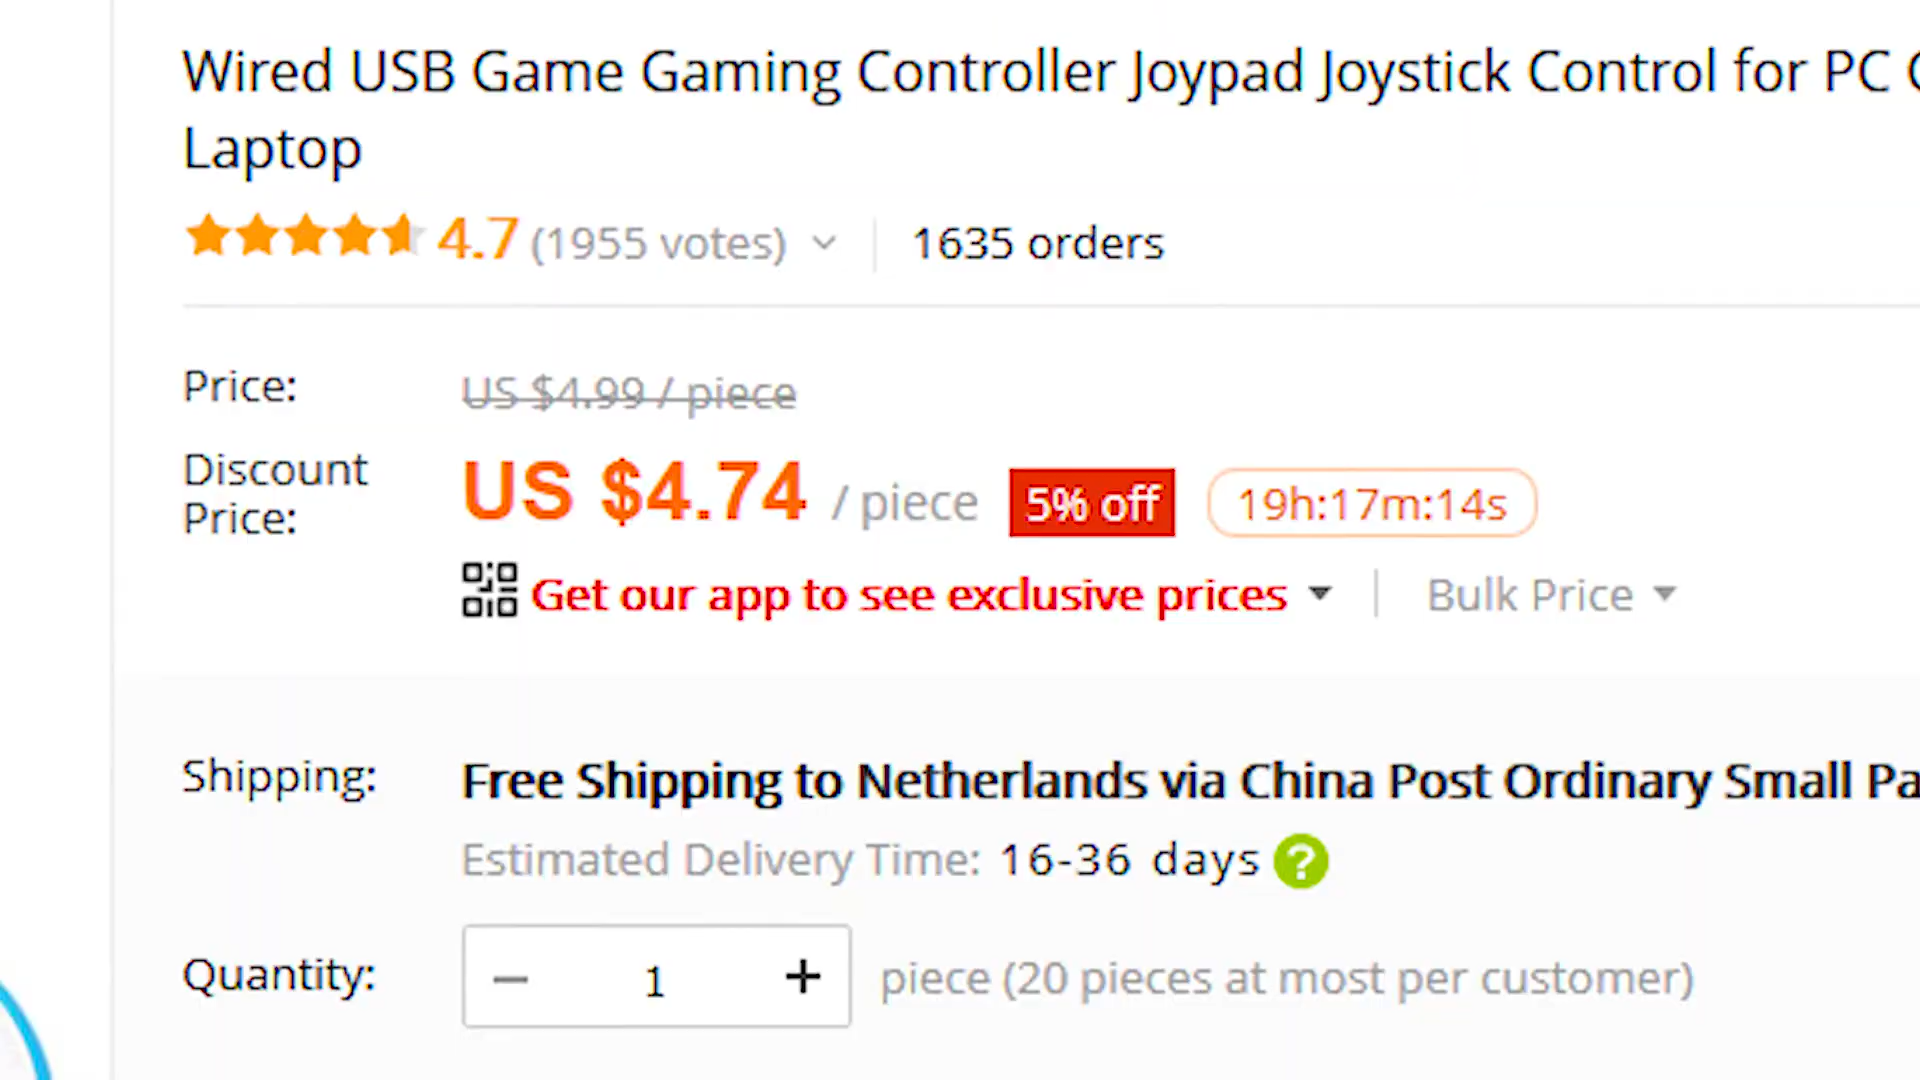 Wired USB Game Gaming Controller Joypad Joystick Control for PC
Laptop
4.7 (1955 votes) 1635 orders
Price: US $4.99 / piece
Discount
Price:
US $4.74 / piece 5% off 19h:17m:14s
Get our app to see exclusive prices Bulk Price
Shipping: Free Shipping to Netherlands via China Post Ordinary Small Pa
Estimated Delivery Time: 16-36 days ?
Quantity: − 1 + piece (20 pieces at most per customer)